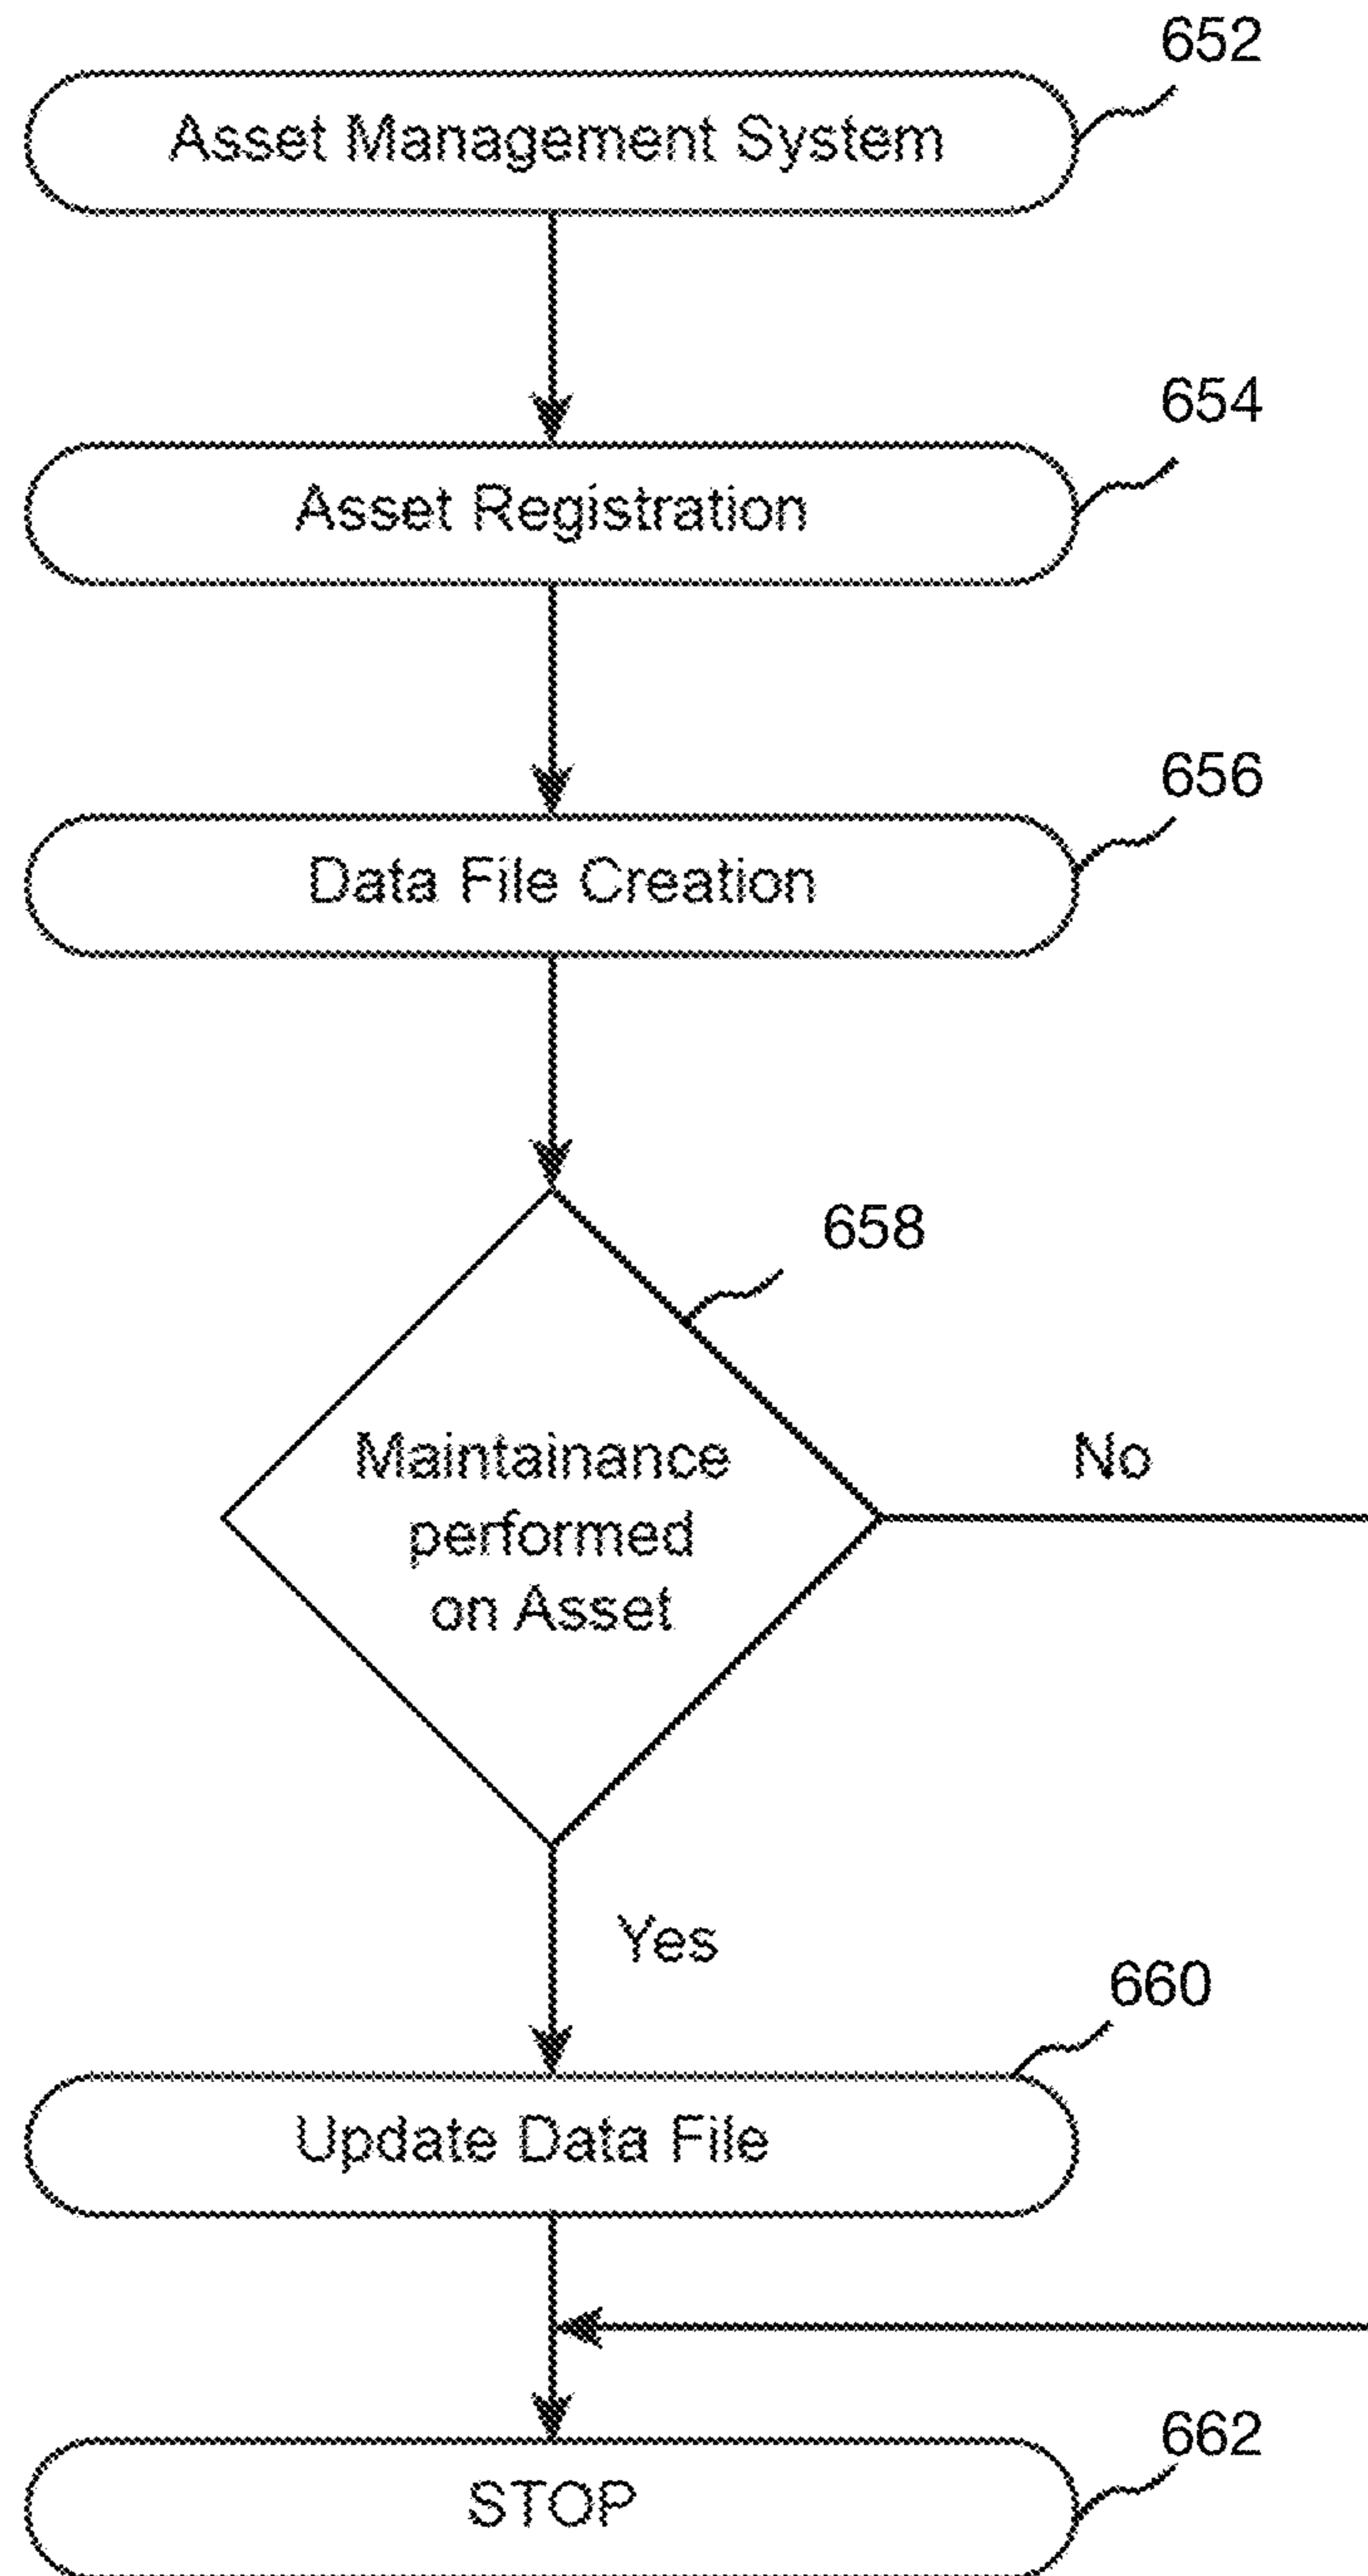 652
Asset Management System
654
Asset Registration
656
Data File Creation
658
Maintainance
performed
on Asset
No
Yes
660
Update Data File
662
STOP